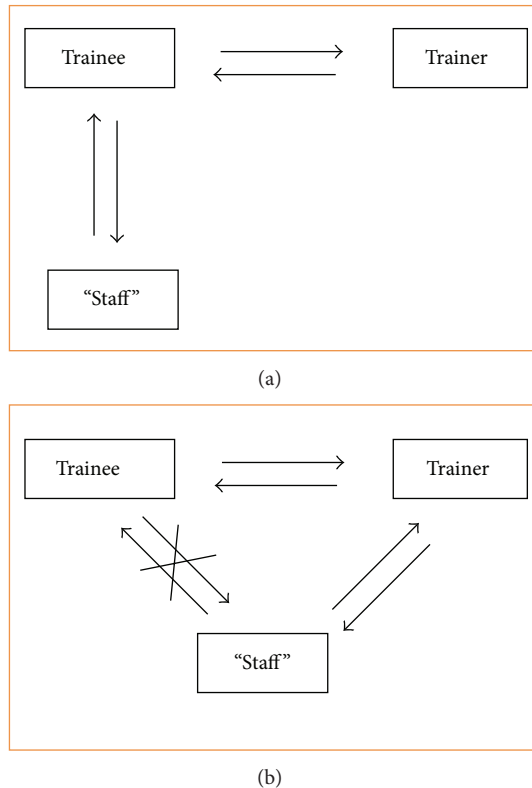 Trainee
Trainer
“Staff”
(a)
Trainee
Trainer
“Staff”
(b)